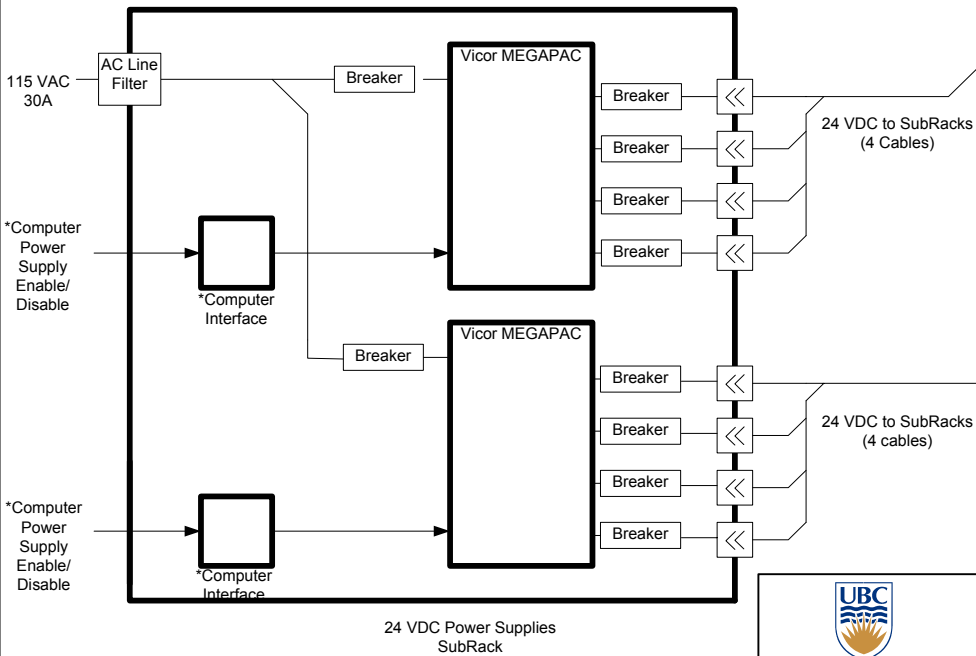 115 VAC
30A
AC Line
Filter
Breaker
Vicor MEGAPAC
Breaker
Breaker
Breaker
Breaker
24 VDC to SubRacks
(4 Cables)
*Computer
Power
Supply
Enable/
Disable
*Computer
Interface
Breaker
Vicor MEGAPAC
Breaker
Breaker
Breaker
Breaker
24 VDC to SubRacks
(4 cables)
*Computer
Power
Supply
Enable/
Disable
*Computer
Interface
24 VDC Power Supplies
SubRack
UBC